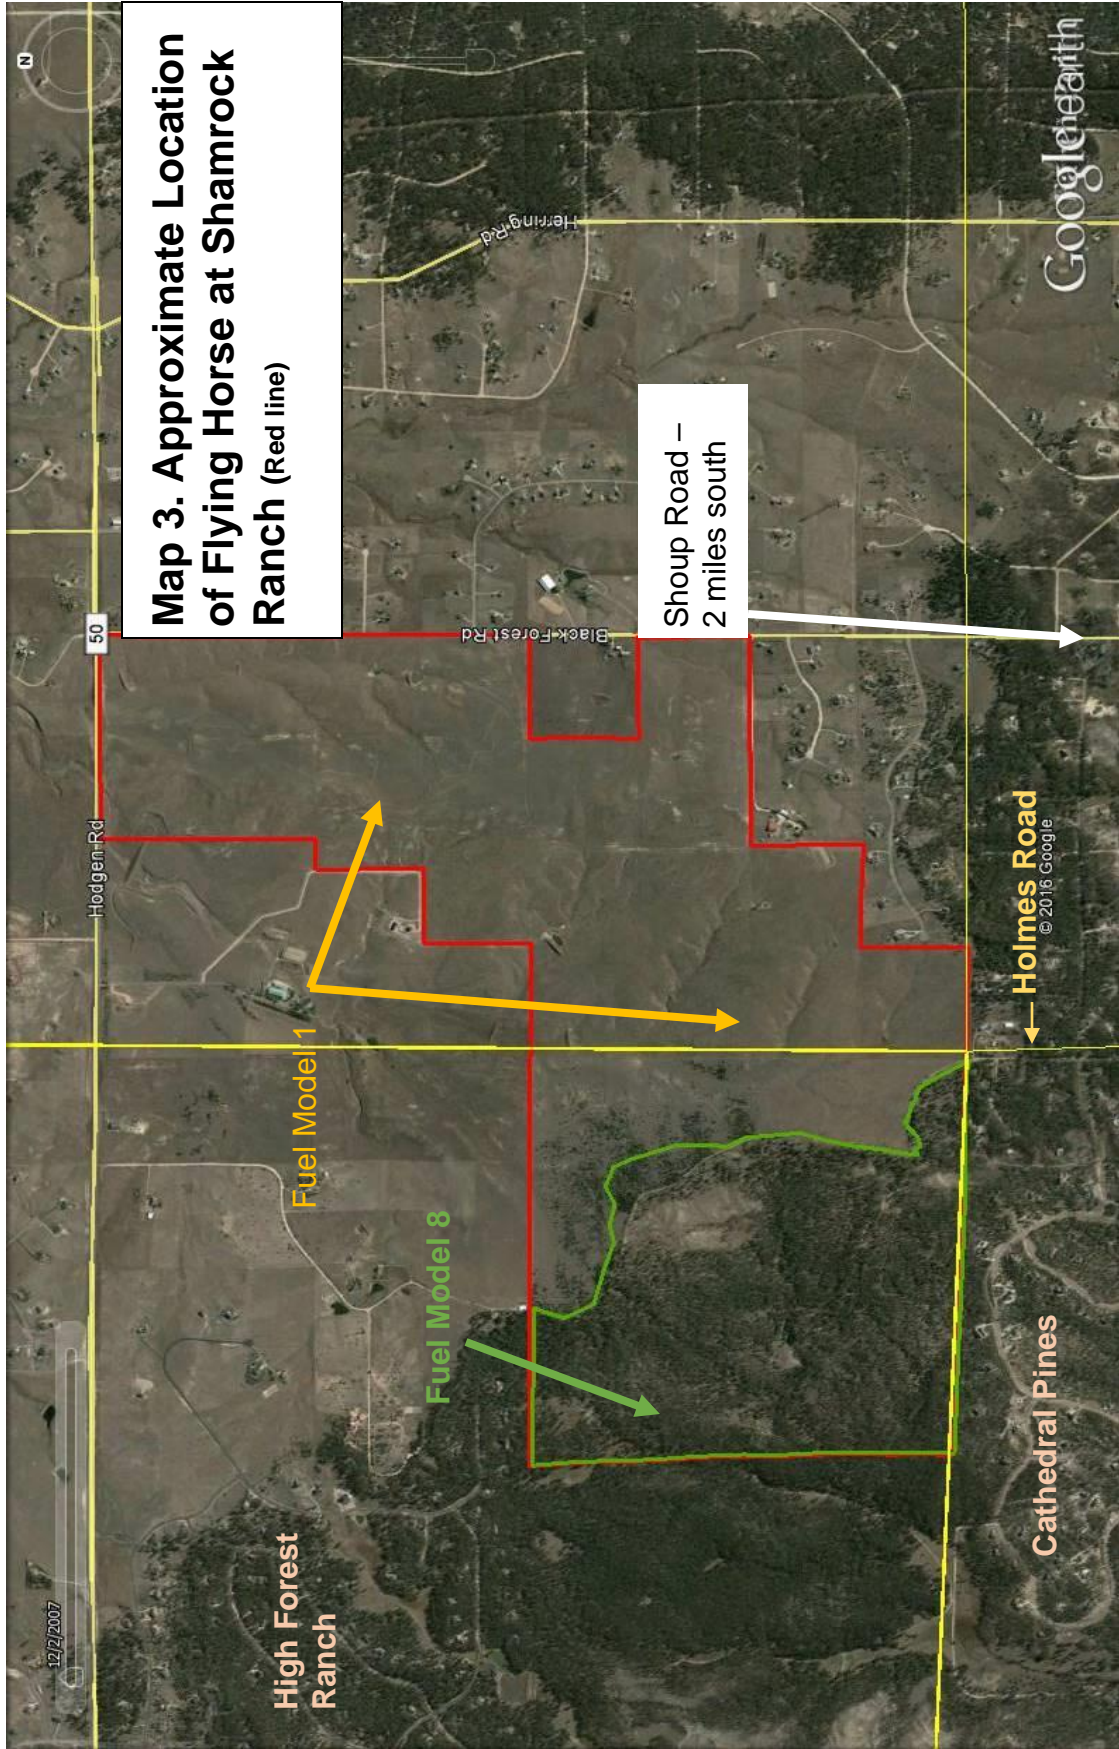 12/2/2007
Hodgen Rd
50
N
Map 3. Approximate Location
of Flying Horse at Shamrock
Ranch (Red line)
High Forest
Ranch
Fuel Model 1
Fuel Model 8
Herring Rd
Black Forest Rd
Shoup Road –
2 miles south
Cathedral Pines
Holmes Road
© 2016 Google
Google earth